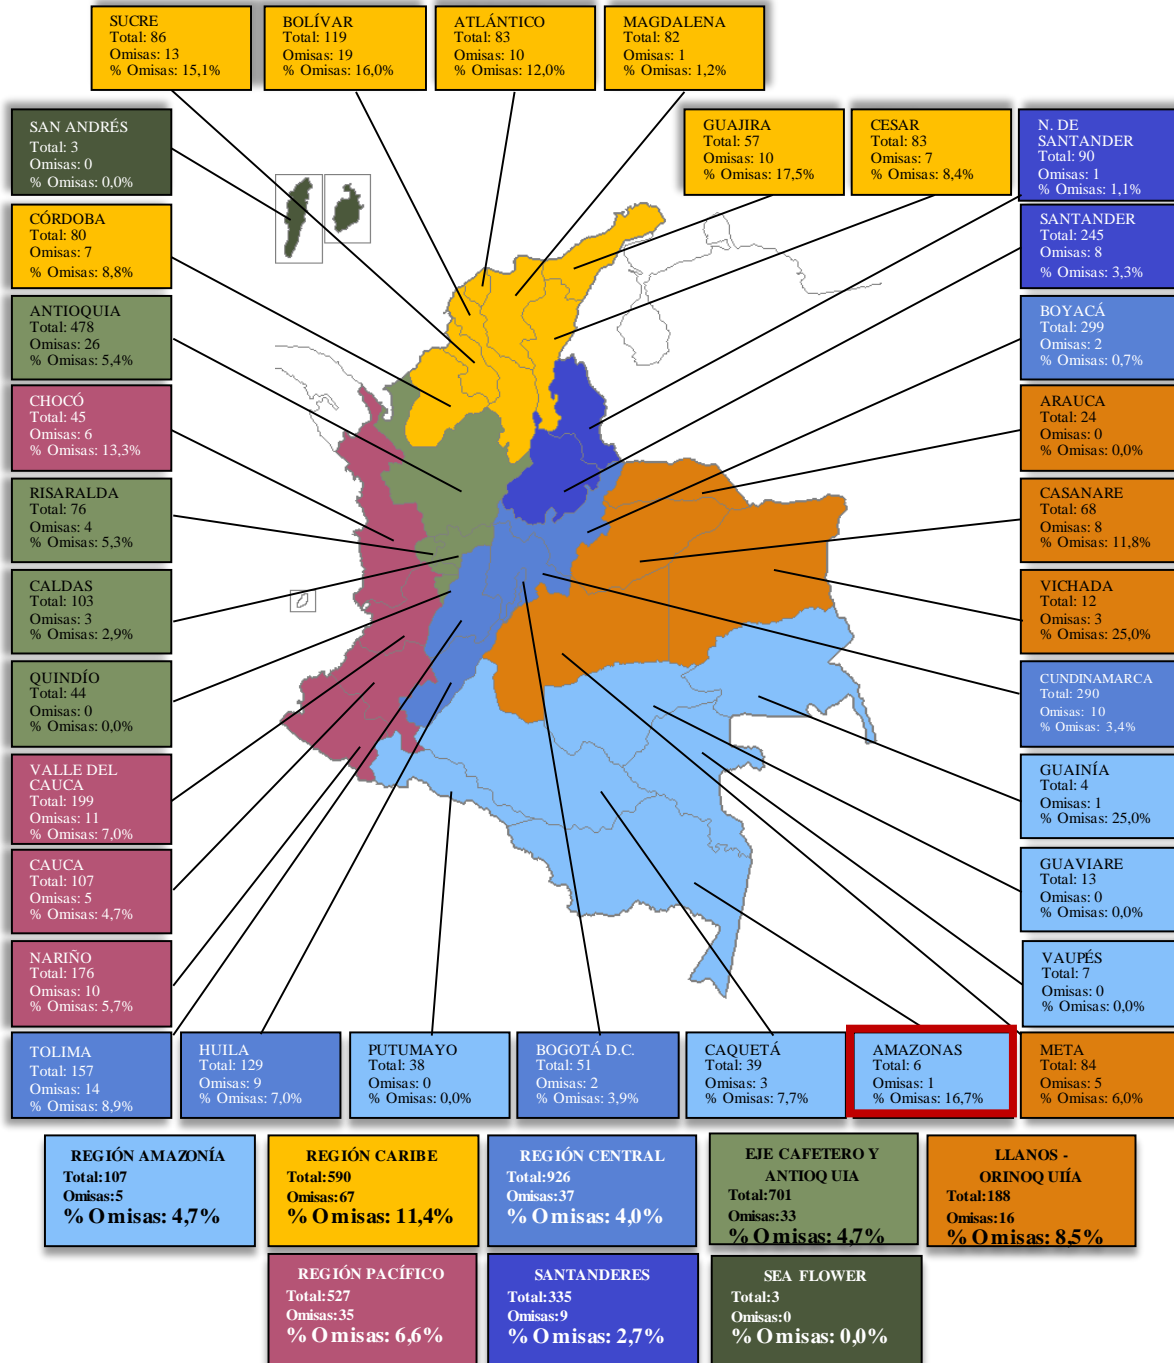 SUCRE
Total: 86
Omisas: 13
% Omisas: 15,1%
BOLÍVAR
Total: 119
Omisas: 19
% Omisas: 16,0%
ATLÁNTICO
Total: 83
Omisas: 10
% Omisas: 12,0%
MAGDALENA
Total: 82
Omisas: 1
% Omisas: 1,2%
SAN ANDRÉS
Total: 3
Omisas: 0
% Omisas: 0,0%
GUAJIRA
Total: 57
Omisas: 10
% Omisas: 17,5%
CESAR
Total: 83
Omisas: 7
% Omisas: 8,4%
N. DE
SANTANDER
Total: 90
Omisas: 1
% Omisas: 1,1%
CÓRDOBA
Total: 80
Omisas: 7
% Omisas: 8,8%
SANTANDER
Total: 245
Omisas: 8
% Omisas: 3,3%
ANTIOQUIA
Total: 478
Omisas: 26
% Omisas: 5,4%
BOYACÁ
Total: 299
Omisas: 2
% Omisas: 0,7%
CHOCÓ
Total: 45
Omisas: 6
% Omisas: 13,3%
ARAUCA
Total: 24
Omisas: 0
% Omisas: 0,0%
RISARALDA
Total: 76
Omisas: 4
% Omisas: 5,3%
CASANARE
Total: 68
Omisas: 8
% Omisas: 11,8%
CALDAS
Total: 103
Omisas: 3
% Omisas: 2,9%
VICHADA
Total: 12
Omisas: 3
% Omisas: 25,0%
QUINDÍO
Total: 44
Omisas: 0
% Omisas: 0,0%
CUNDINAMARCA
Total: 290
Omisas: 10
% Omisas: 3,4%
VALLE DEL
CAUCA
Total: 199
Omisas: 11
% Omisas: 7,0%
GUAINÍA
Total: 4
Omisas: 1
% Omisas: 25,0%
CAUCA
Total: 107
Omisas: 5
% Omisas: 4,7%
GUAVIARE
Total: 13
Omisas: 0
% Omisas: 0,0%
NARIÑO
Total: 176
Omisas: 10
% Omisas: 5,7%
VAUPÉS
Total: 7
Omisas: 0
% Omisas: 0,0%
TOLIMA
Total: 157
Omisas: 14
% Omisas: 8,9%
HUILA
Total: 129
Omisas: 9
% Omisas: 7,0%
PUTUMAYO
Total: 38
Omisas: 0
% Omisas: 0,0%
BOGOTÁ D.C.
Total: 51
Omisas: 2
% Omisas: 3,9%
CAQUETÁ
Total: 39
Omisas: 3
% Omisas: 7,7%
AMAZONAS
Total: 6
Omisas: 1
% Omisas: 16,7%
META
Total: 84
Omisas: 5
% Omisas: 6,0%
REGIÓN AMAZONÍA
Total:107
Omisas:5
% Omisas: 4,7%
REGIÓN CARIBE
Total:590
Omisas:67
% Omisas: 11,4%
REGIÓN CENTRAL
Total:926
Omisas:37
% Omisas: 4,0%
EJE CAFETERO Y
ANTIOQ UIA
Total:701
Omisas:33
% Omisas: 4,7%
LLANOS -
ORINOQ UIÍA
Total:188
Omisas:16
% Omisas: 8,5%
REGIÓN PACÍFICO
Total:527
Omisas:35
% Omisas: 6,6%
SANTANDERES
Total:335
Omisas:9
% Omisas: 2,7%
SEA FLOWER
Total:3
Omisas:0
% Omisas: 0,0%